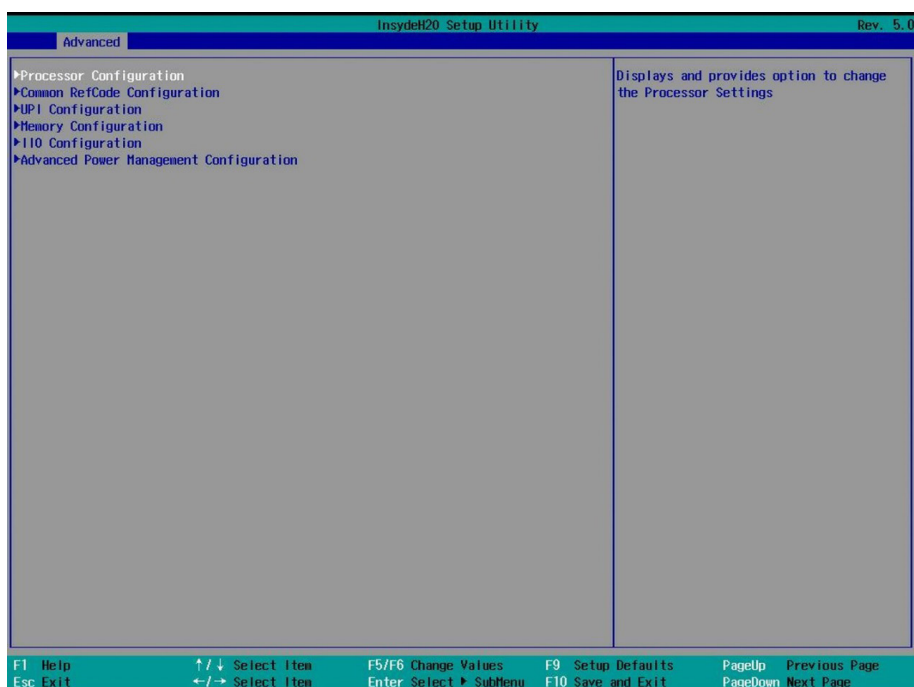 InsydeH20 Setup Utility Rev. 5.0
Advanced
▶Processor Configuration
▶Common RefCode Configuration
▶UPI Configuration
▶Memory Configuration
▶IIO Configuration
▶Advanced Power Management Configuration
Displays and provides option to change
the Processor Settings
F1 Help ↑/↓ Select Item F5/F6 Change Values F9 Setup Defaults PageUp Previous Page
Esc Exit ←/→ Select Item Enter Select ▶ SubMenu F10 Save and Exit PageDown Next Page